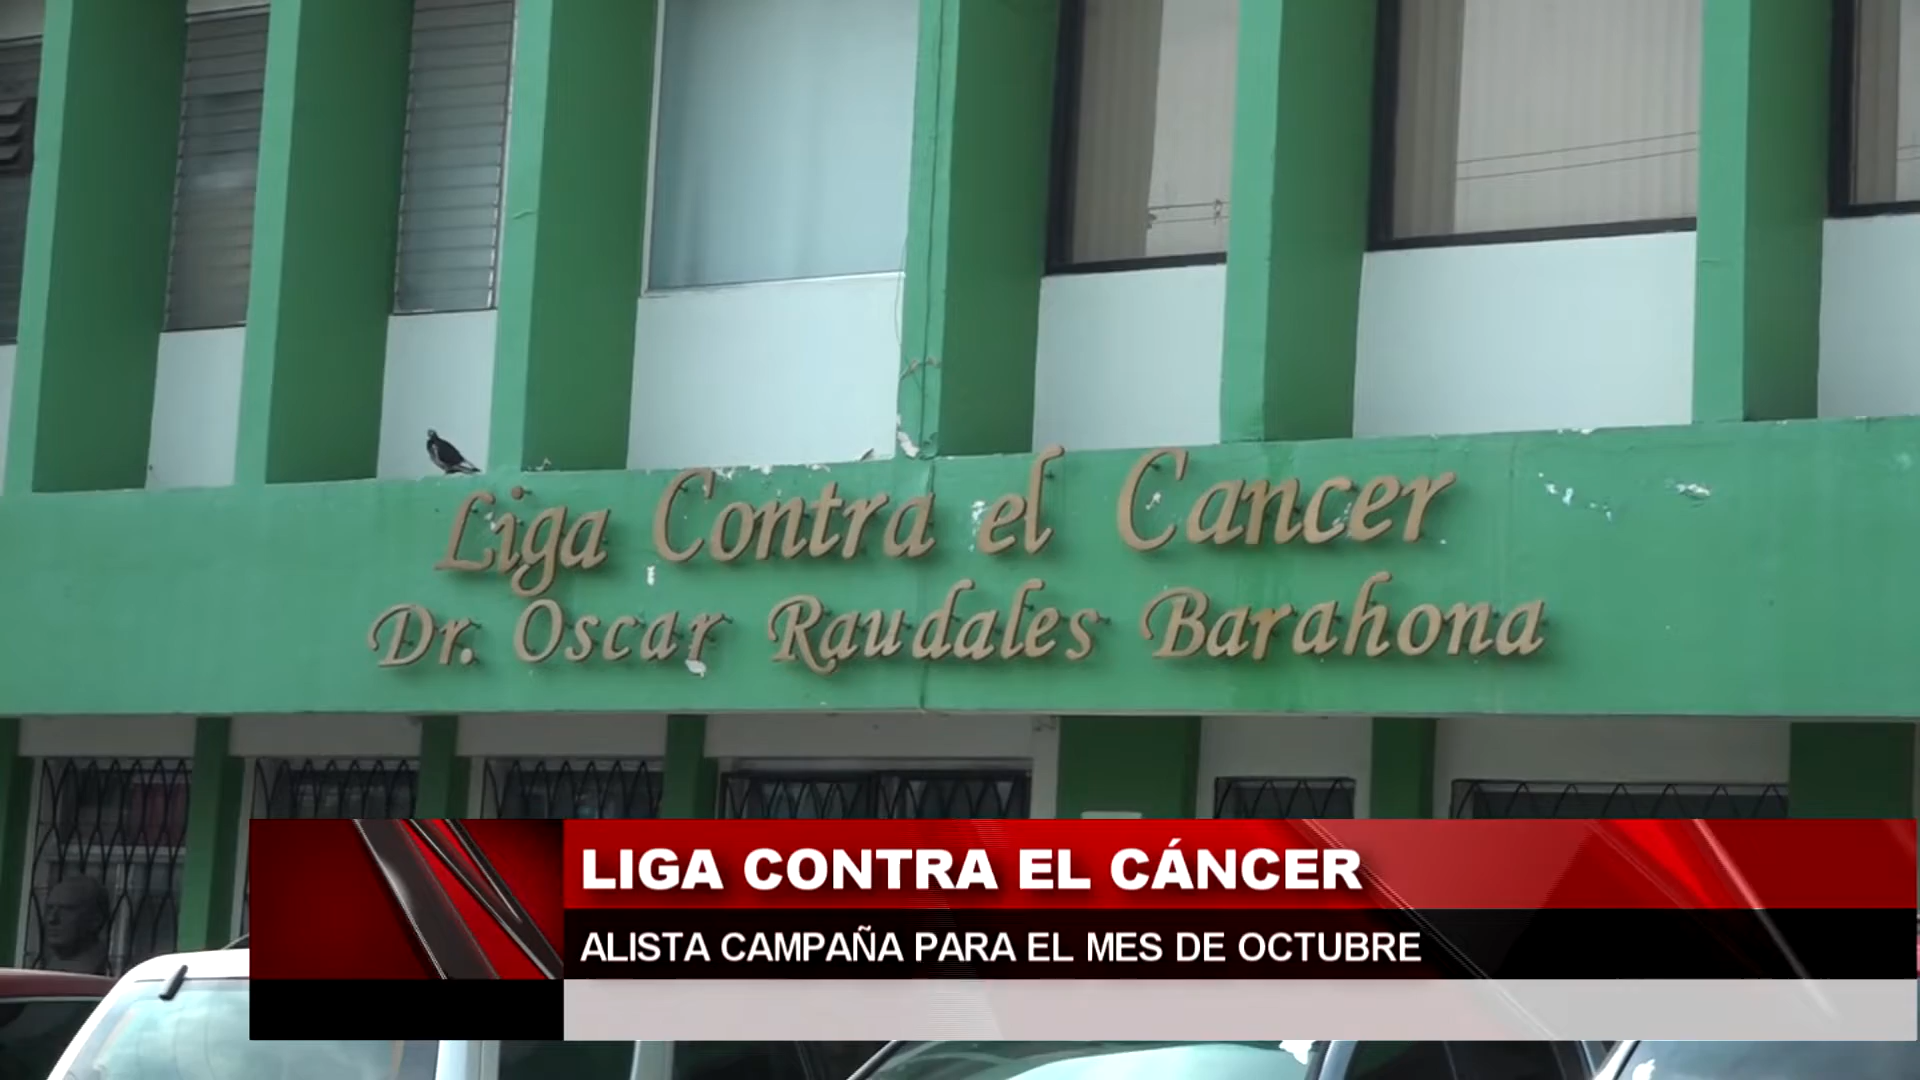 Liga Contra el Cancer
Dr. Oscar Raudales Barahona
LIGA CONTRA EL CÁNCER
ALISTA CAMPAÑA PARA EL MES DE OCTUBRE